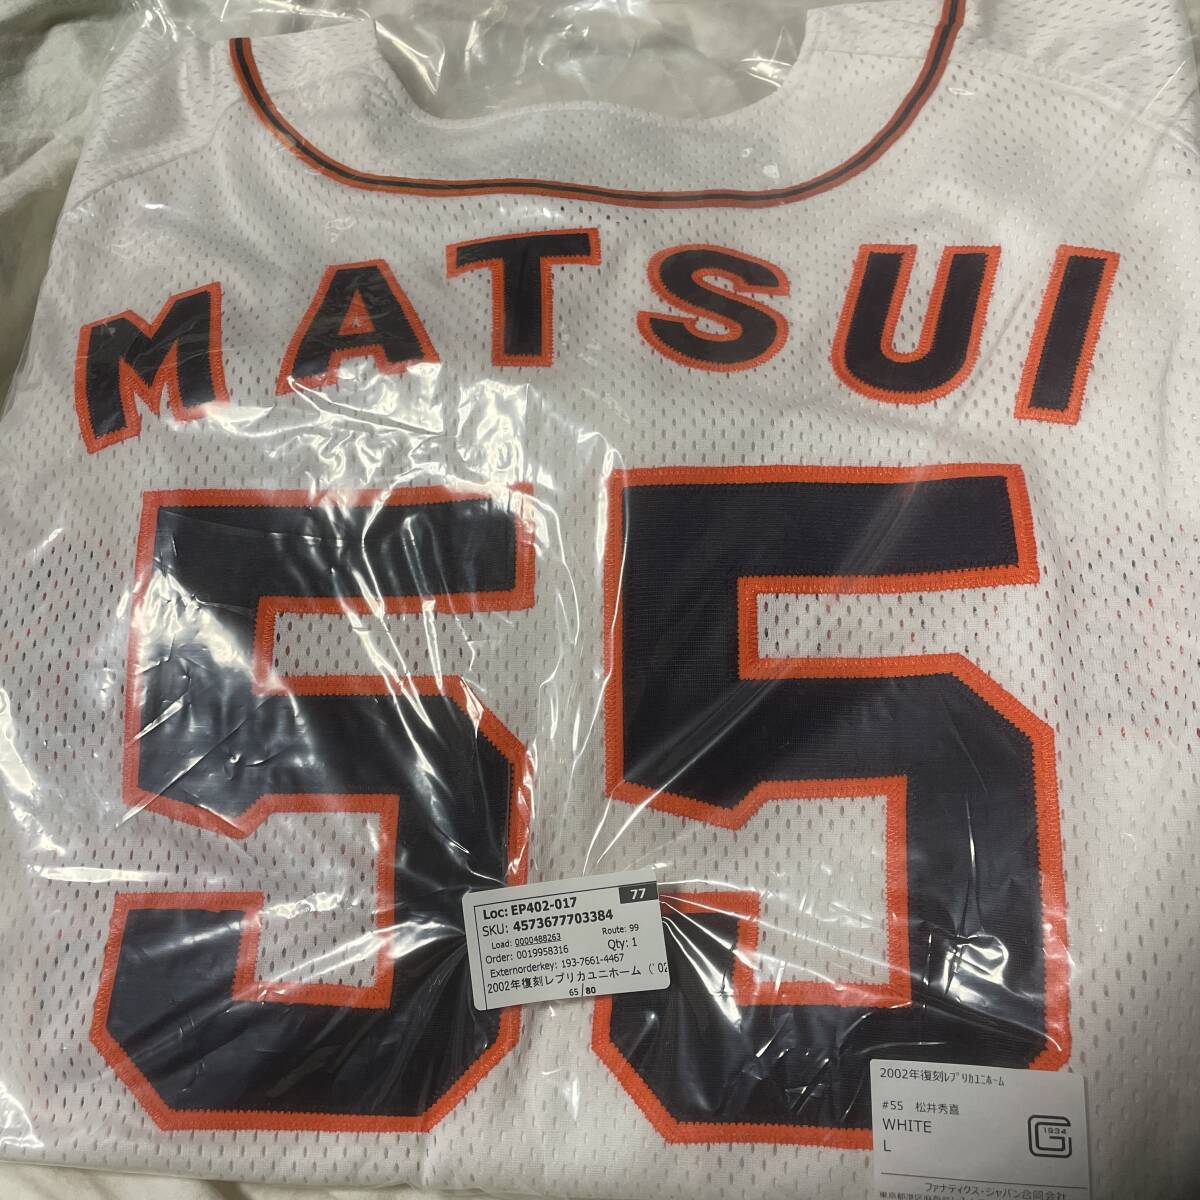 MATSUI
55
Loc: EP402-017
77
SKU: 4573677703384
Load: 0000488263
Route: 99
Order: 0019958316
Qty: 1
Externorderkey: 193-7661-4467
2002年復刻レプリカユニホーム ('02
65 / 80
2002年復刻ﾚﾌﾟﾘｶﾕﾆﾎｰﾑ
#55 松井秀喜
WHITE
L
G 1934
ファナティクス・ジャパン合同会社